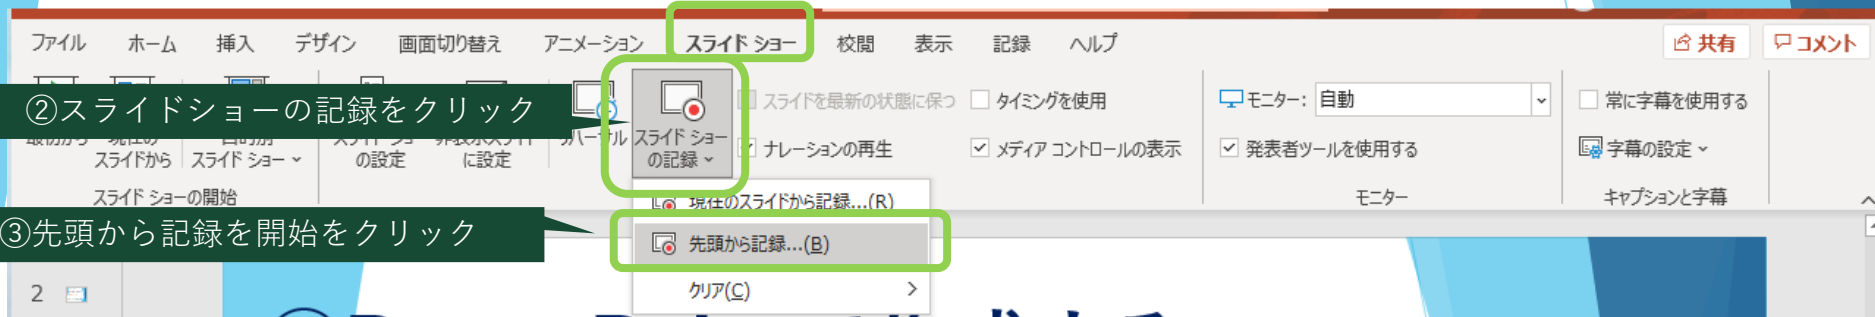 ファイル ホーム 挿入 デザイン 画面切り替え アニメーション スライド ショー 校閲 表示 記録 ヘルプ 共有 コメント
②スライドショーの記録をクリック
スライドから
スライド ショー
の設定
に設定
スライド ショー
の記録
スライドを最新の状態に保つ
タイミングを使用
ナレーションの再生
メディア コントロールの表示
モニター: 自動
発表者ツールを使用する
常に字幕を使用する
字幕の設定
スライド ショーの開始
モニター
キャプションと字幕
現在のスライドから記録...(R)
③先頭から記録を開始をクリック
先頭から記録...(B)
クリア(C)
2